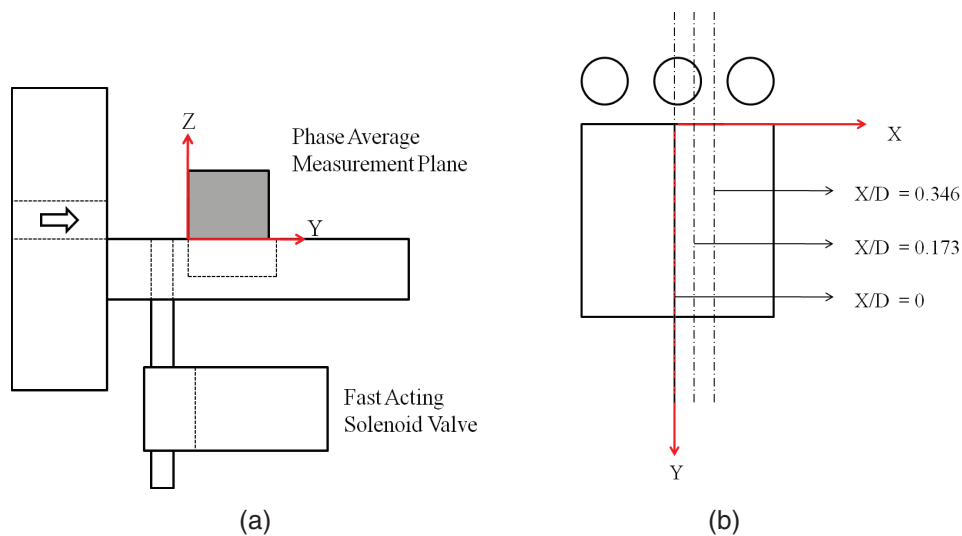 Z
Phase Average
Measurement Plane
Y
Fast Acting
Solenoid Valve
(a)
X
X/D = 0.346
X/D = 0.173
X/D = 0
Y
(b)